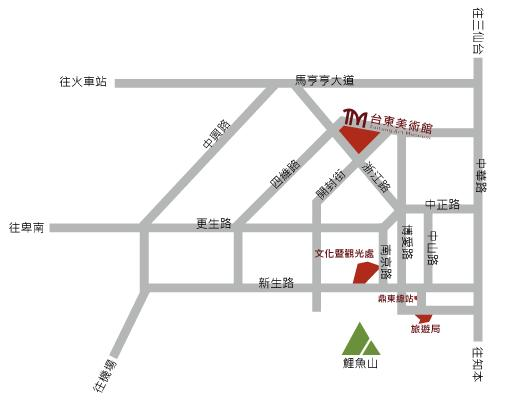 往三仙台
往火車站
馬亨亨大道
TM 台東美術館
Taitung Art Museum
中興路
四維路
開封街
浙江路
中華路
中正路
往卑南
更生路
博愛路
中山路
南京路
文化暨觀光處
新生路
鼎東總站
旅遊局
鯉魚山
往機場
往知本